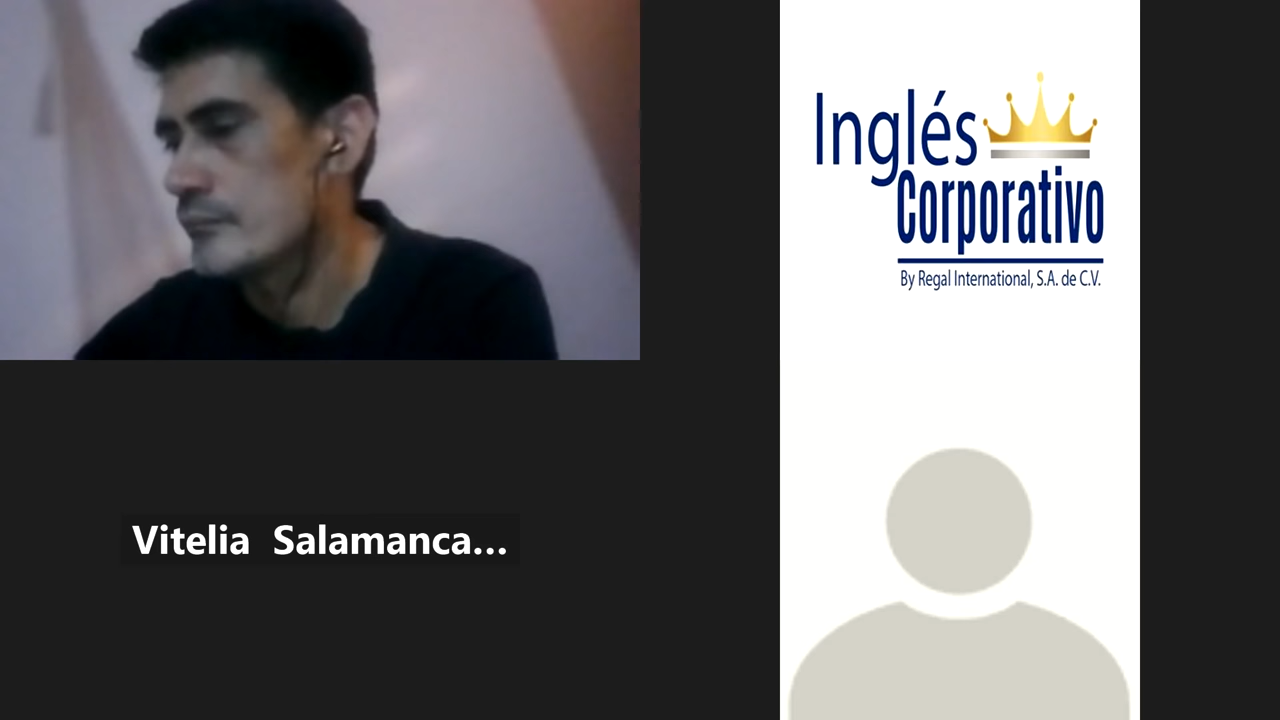 Inglés
Corporativo
By Regal International, S.A. de C.V.
Vitelia Salamanca...